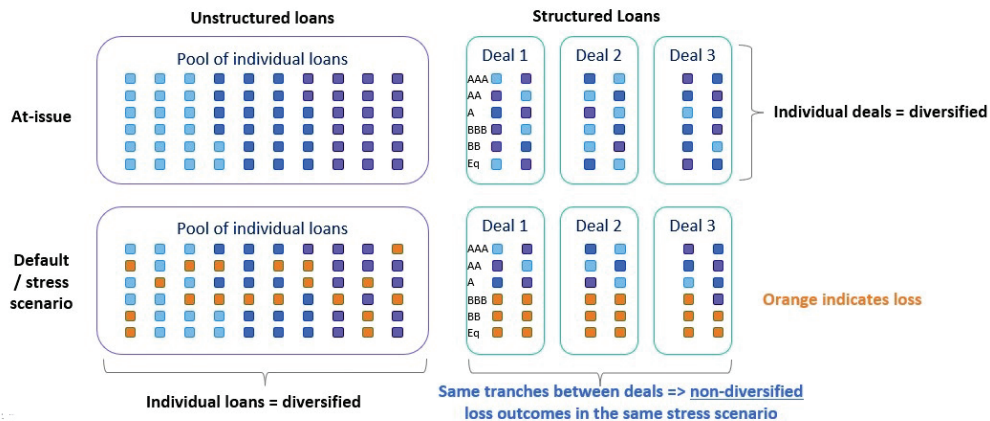 Unstructured loans
Structured Loans
At-issue
Pool of individual loans
Deal 1
Deal 2
Deal 3
AAA
AA
A
BBB
BB
Eq
Individual deals = diversified
Default
/ stress
scenario
Pool of individual loans
Deal 1
Deal 2
Deal 3
AAA
AA
A
BBB
BB
Eq
Orange indicates loss
Individual loans = diversified
Same tranches between deals => non-diversified
loss outcomes in the same stress scenario